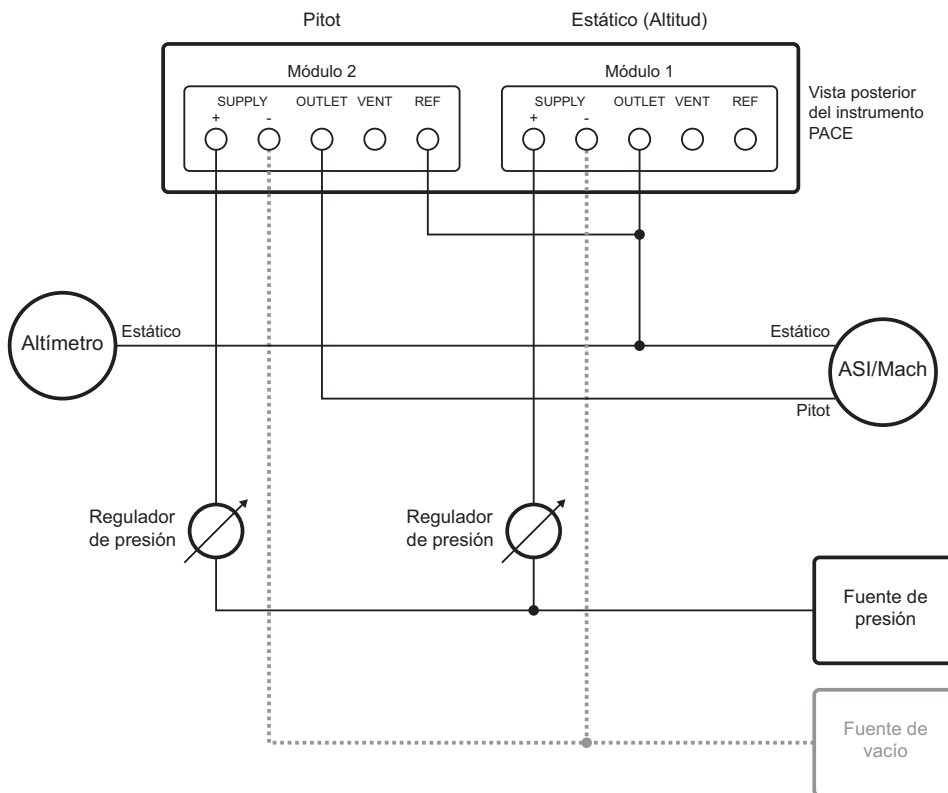 Pitot
Estático (Altitud)
Módulo 2
Módulo 1
SUPPLY OUTLET VENT REF
+ -
SUPPLY OUTLET VENT REF
+ -
Vista posterior
del instrumento
PACE
Altímetro
Estático
Estático
ASI/Mach
Pitot
Regulador
de presión
Regulador
de presión
Fuente de
presión
Fuente de
vacío